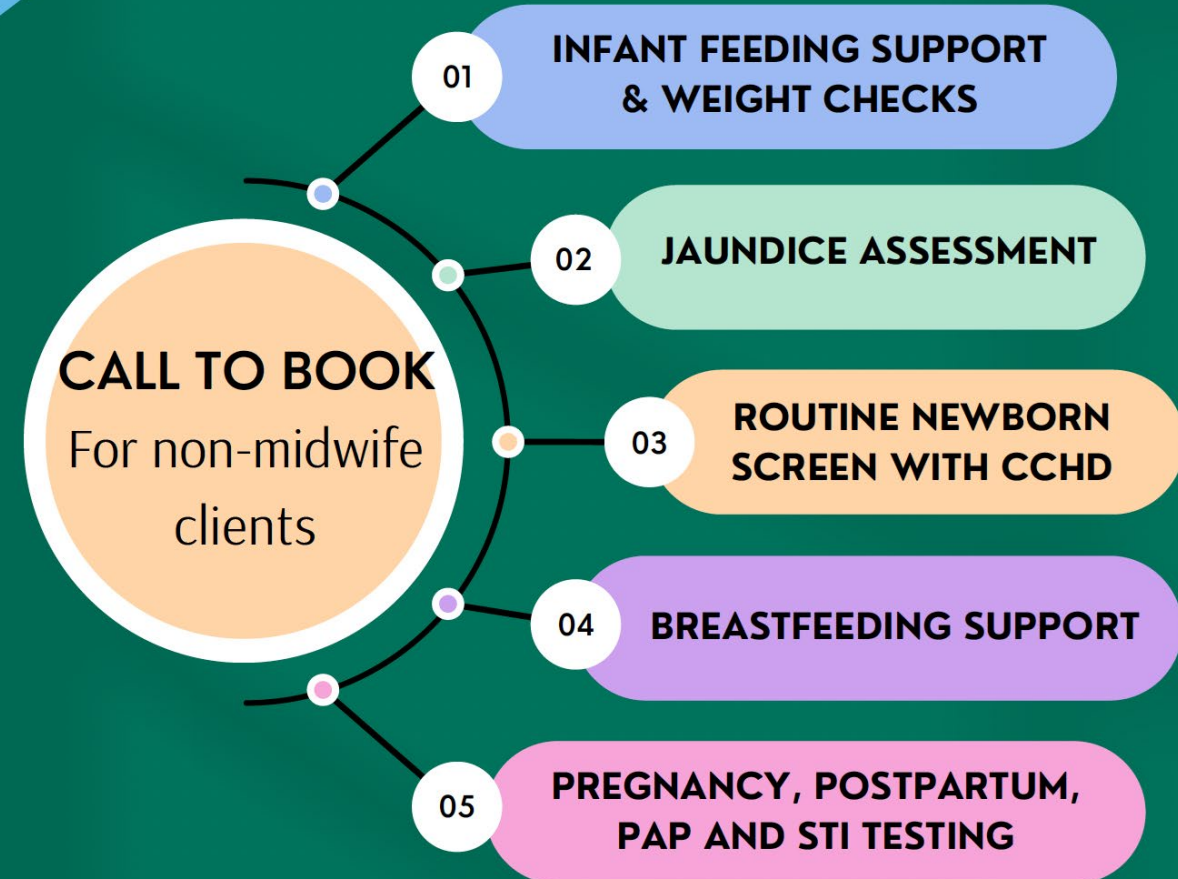 01
INFANT FEEDING SUPPORT
& WEIGHT CHECKS
02
JAUNDICE ASSESSMENT
CALL TO BOOK
For non-midwife
clients
03
ROUTINE NEWBORN
SCREEN WITH CCHD
04
BREASTFEEDING SUPPORT
05
PREGNANCY, POSTPARTUM,
PAP AND STI TESTING